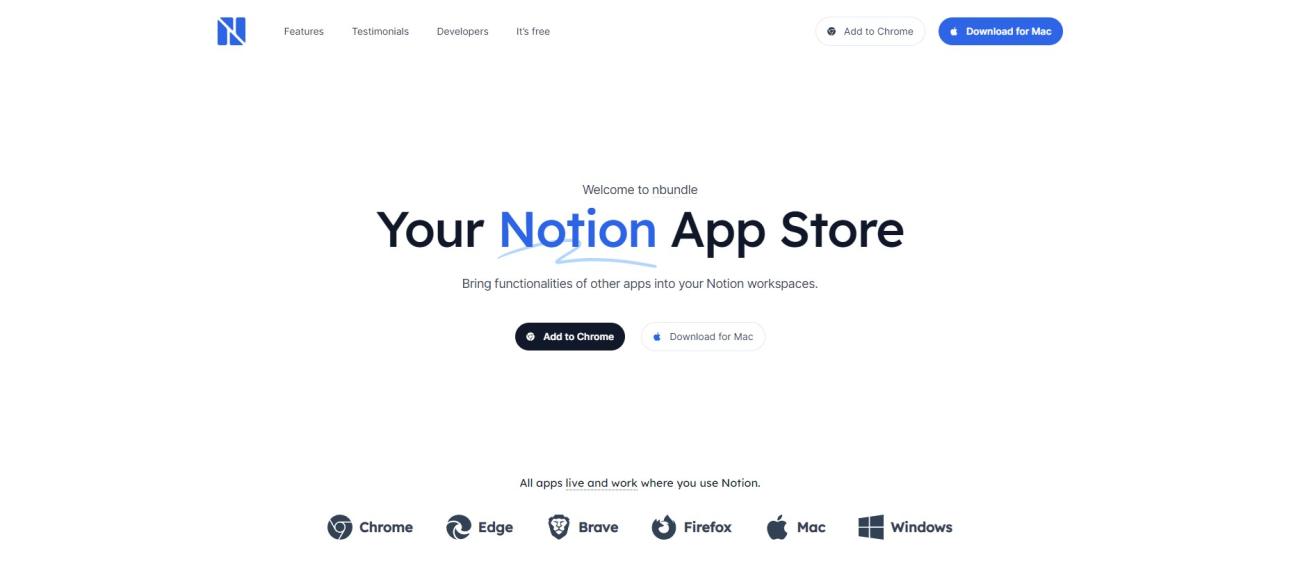 Features Testimonials Developers It's free Add to Chrome Download for Mac
Welcome to nbundle
Your Notion App Store
Bring functionalities of other apps into your Notion workspaces.
Add to Chrome Download for Mac
All apps live and work where you use Notion.
Chrome Edge Brave Firefox Mac Windows